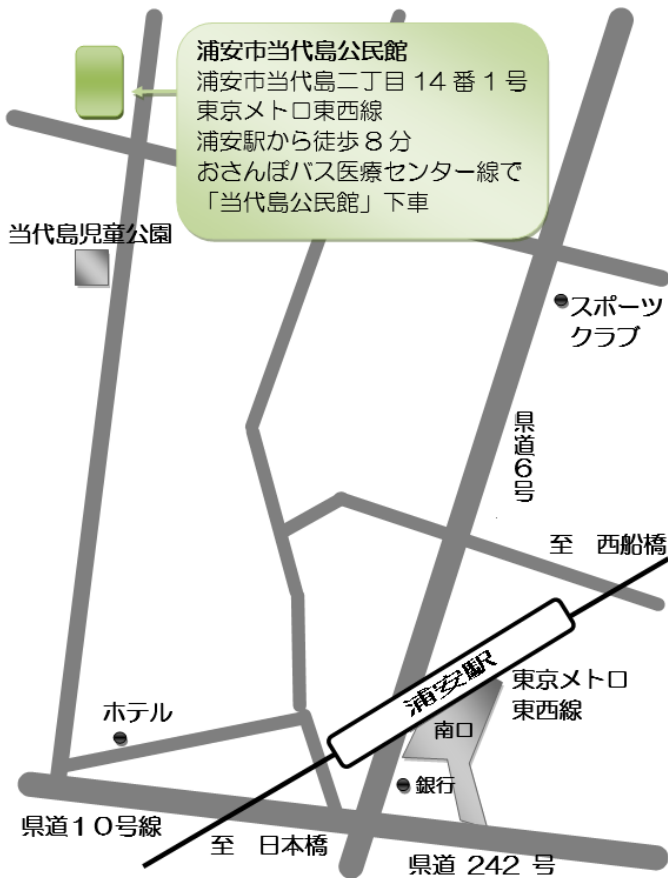 浦安市当代島公民館
浦安市当代島二丁目14番1号
東京メトロ東西線
浦安駅から徒歩8分
おさんぽバス医療センター線で
「当代島公民館」下車
当代島児童公園
スポーツ
クラブ
県道6号
至 西船橋
浦安駅
東京メトロ
東西線
南口
ホテル
銀行
県道10号線
至 日本橋
県道 242 号